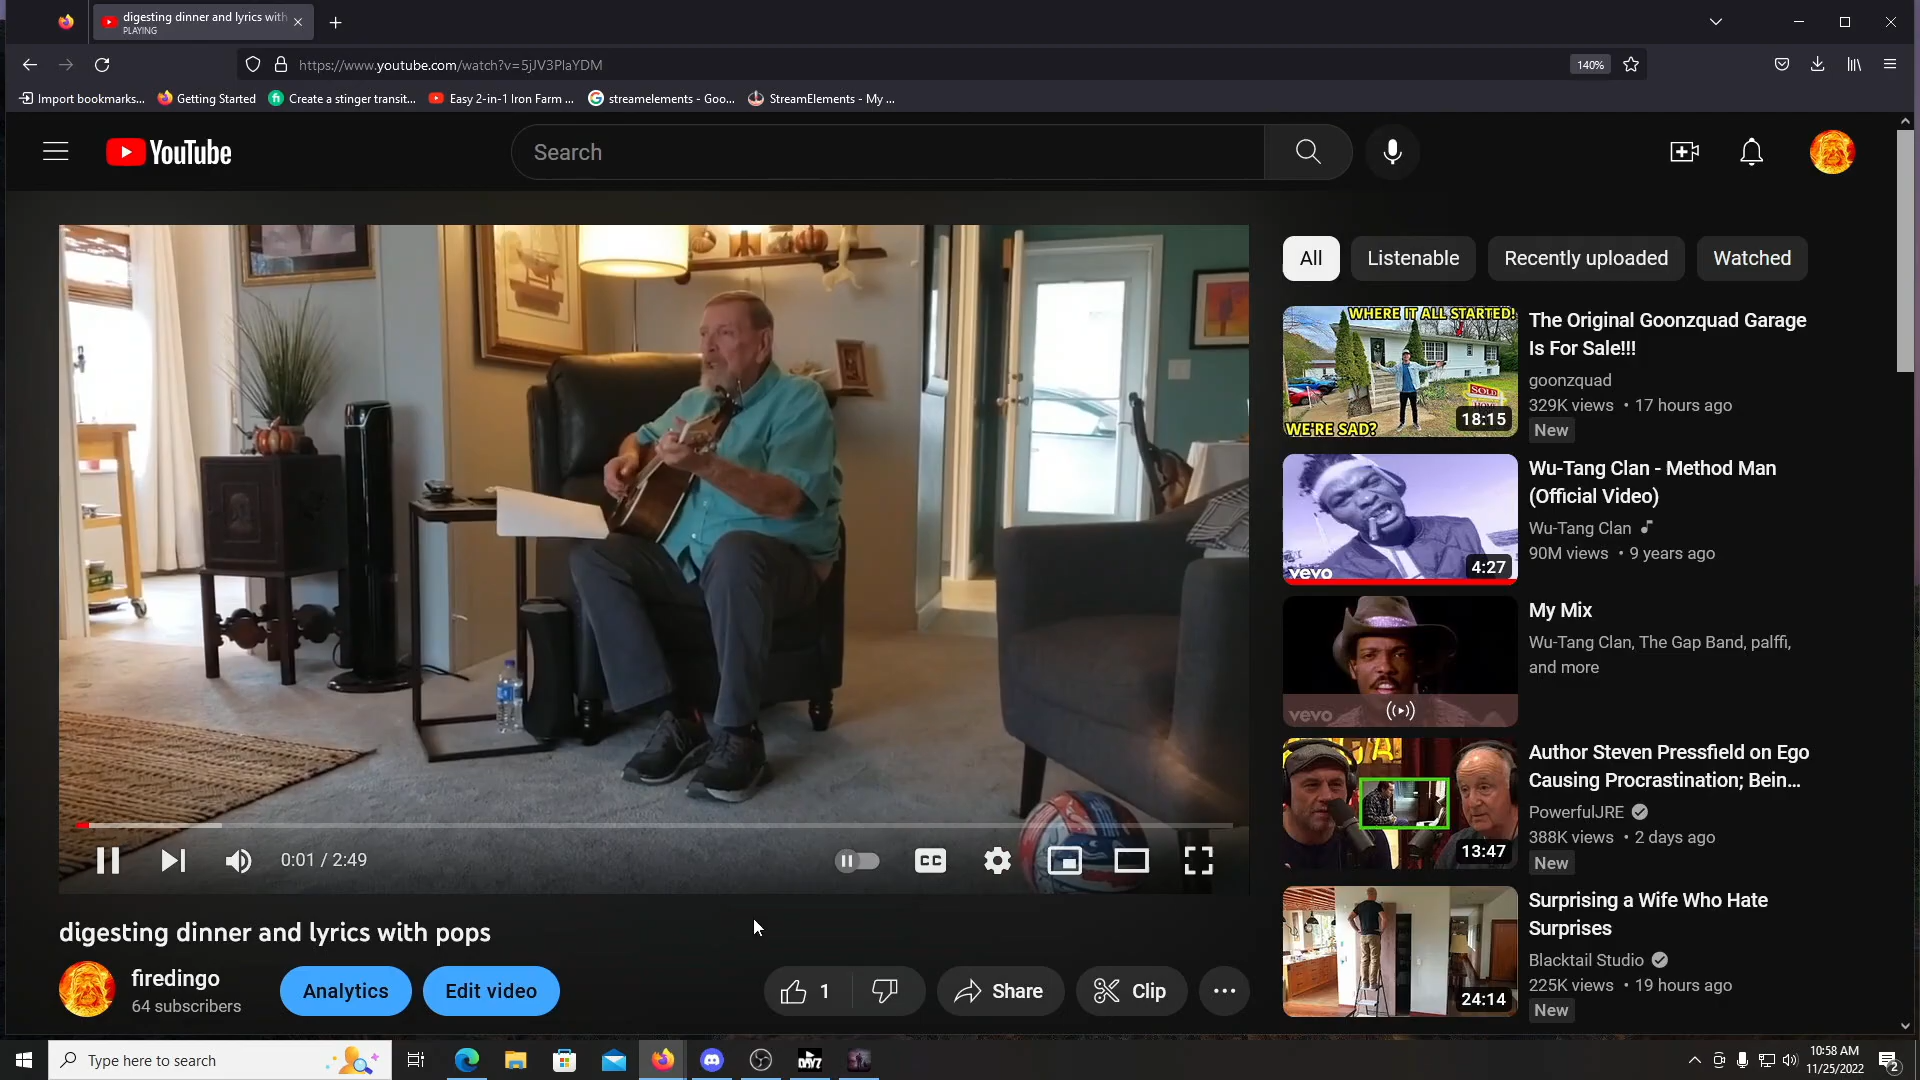 digesting dinner and lyrics with
PLAYING
https://www.youtube.com/watch?v=5jJV3PlaYDM
140%
Import bookmarks...
Getting Started
Create a stinger transit...
Easy 2-in-1 Iron Farm ...
streamelements - Goo...
StreamElements - My ...
YouTube
Search
All
Listenable
Recently uploaded
Watched
WHERE IT ALL STARTED!
SOLD
WE'RE SAD?
18:15
The Original Goonzquad Garage
Is For Sale!!!
goonzquad
329K views • 17 hours ago
New
vevo
4:27
Wu-Tang Clan - Method Man
(Official Video)
Wu-Tang Clan
90M views • 9 years ago
vevo
My Mix
Wu-Tang Clan, The Gap Band, palffi,
and more
13:47
Author Steven Pressfield on Ego
Causing Procrastination; Bein...
PowerfulJRE
388K views • 2 days ago
New
24:14
Surprising a Wife Who Hate
Surprises
Blacktail Studio
225K views • 19 hours ago
New
0:01 / 2:49
CC
digesting dinner and lyrics with pops
firedingo
64 subscribers
Analytics
Edit video
1
Share
Clip
Type here to search
DAYZ
10:58 AM
11/25/2022
2